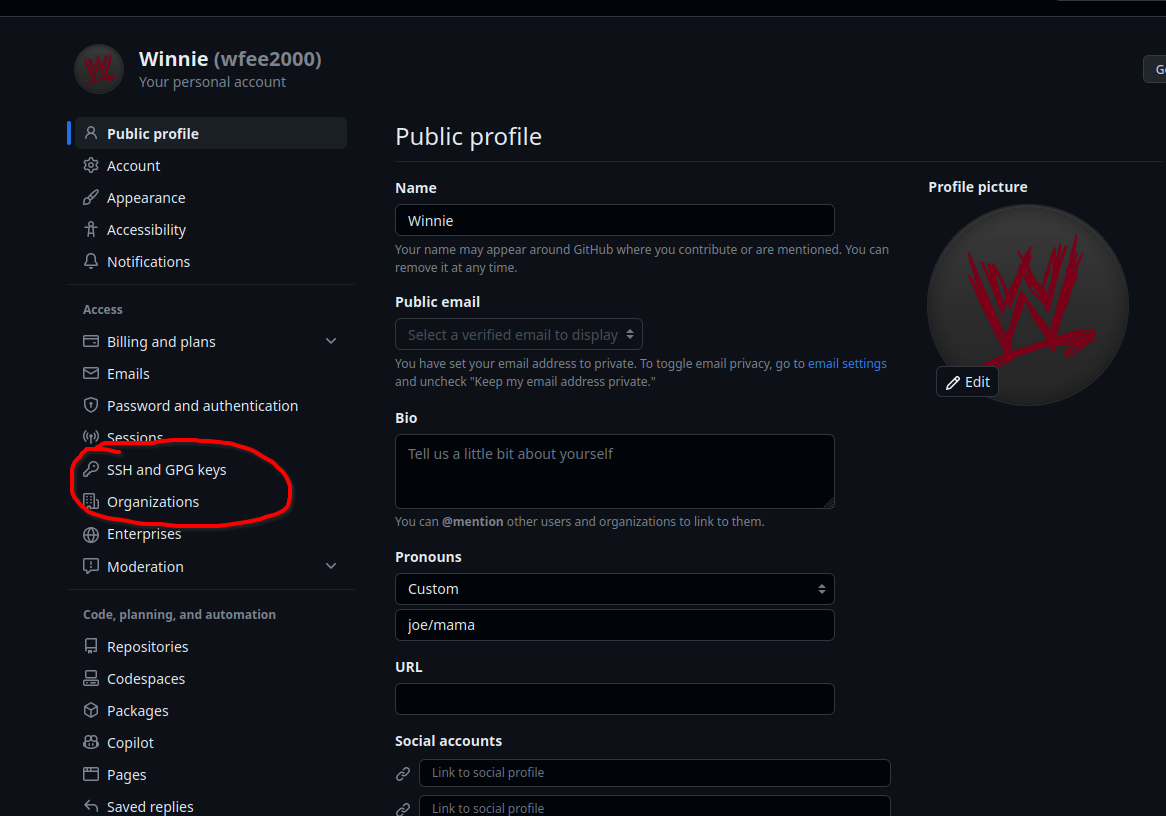 Winnie (wfee2000)
Your personal account
Public profile
Account
Appearance
Accessibility
Notifications
Access
Billing and plans
Emails
Password and authentication
Sessions
SSH and GPG keys
Organizations
Enterprises
Moderation
Code, planning, and automation
Repositories
Codespaces
Packages
Copilot
Pages
Saved replies
Public profile
Name
Winnie
Your name may appear around GitHub where you contribute or are mentioned. You can
remove it at any time.
Public email
Select a verified email to display
You have set your email address to private. To toggle email privacy, go to email settings
and uncheck "Keep my email address private."
Bio
Tell us a little bit about yourself
You can @mention other users and organizations to link to them.
Pronouns
Custom
joe/mama
URL
Social accounts
Link to social profile
Link to social profile
Profile picture
Edit